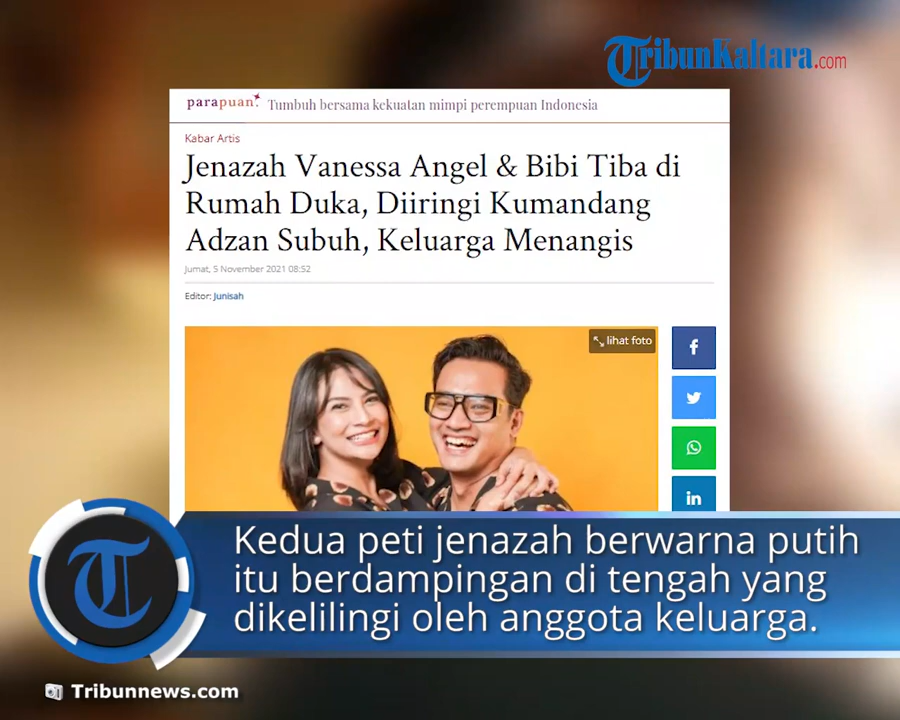 TribunKaltara.com
parapuan. Tumbuh bersama kekuatan mimpi perempuan Indonesia
Kabar Artis
Jenazah Vanessa Angel & Bibi Tiba di
Rumah Duka, Diiringi Kumandang
Adzan Subuh, Keluarga Menangis
Jumat, 5 November 2021 08:52
Editor: Junisah
lihat foto
f
in
T
Kedua peti jenazah berwarna putih
itu berdampingan di tengah yang
dikelilingi oleh anggota keluarga.
Tribunnews.com